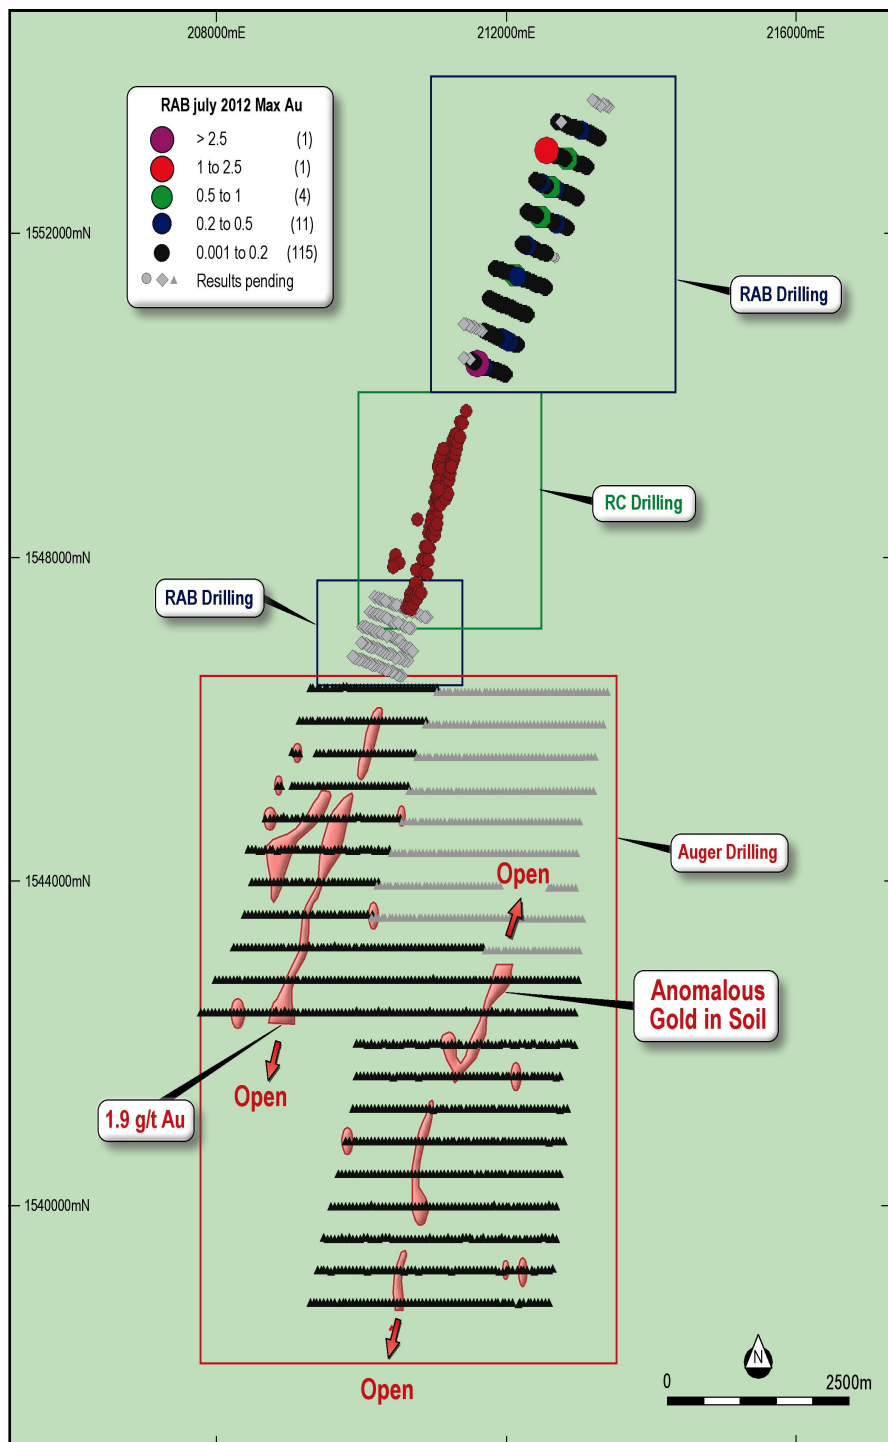 208000mE
212000mE
216000mE
RAB july 2012 Max Au
> 2.5 (1)
1 to 2.5 (1)
0.5 to 1 (4)
0.2 to 0.5 (11)
0.001 to 0.2 (115)
Results pending
1552000mN
RAB Drilling
RC Drilling
1548000mN
RAB Drilling
Auger Drilling
Open
1544000mN
Anomalous
Gold in Soil
Open
1.9 g/t Au
1540000mN
Open
N
0
2500m